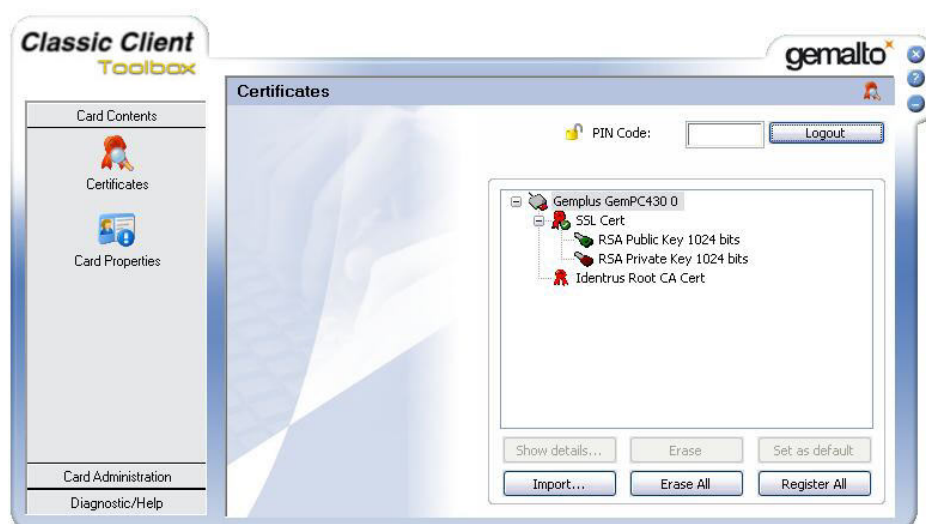 Classic Client
Toolbox
gemalto
Certificates
Card Contents
Certificates
Card Properties
Card Administration
Diagnostic/Help
PIN Code:
Logout
Gemplus GemPC430 0
SSL Cert
RSA Public Key 1024 bits
RSA Private Key 1024 bits
Identrus Root CA Cert
Show details...
Erase
Set as default
Import...
Erase All
Register All